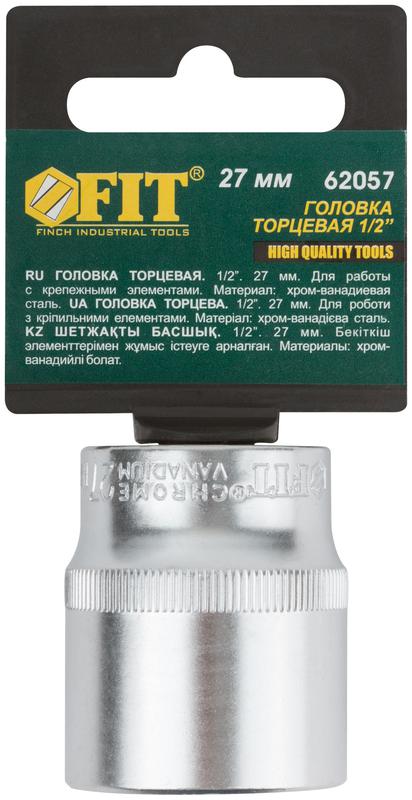 FIT®
FINCH INDUSTRIAL TOOLS
27 мм 62057
ГОЛОВКА
ТОРЦЕВАЯ 1/2”
HIGH QUALITY TOOLS
RU ГОЛОВКА ТОРЦЕВАЯ. 1/2”. 27 мм. Для работы
с крепежными элементами. Материал: хром-ванадиевая
сталь. UA ГОЛОВКА ТОРЦЕВА. 1/2”. 27 мм. Для роботи
з кріпильними елементами. Матеріал: хром-ванадієва сталь.
KZ ШЕТЖАҚТЫ БАСШЫҚ. 1/2”. 27 мм. Бекіткіш
элементтерімен жұмыс істеуге арналған. Материалы: хром-
ванадийлі болат.
FIT®
CHROME
VANADIUM
27